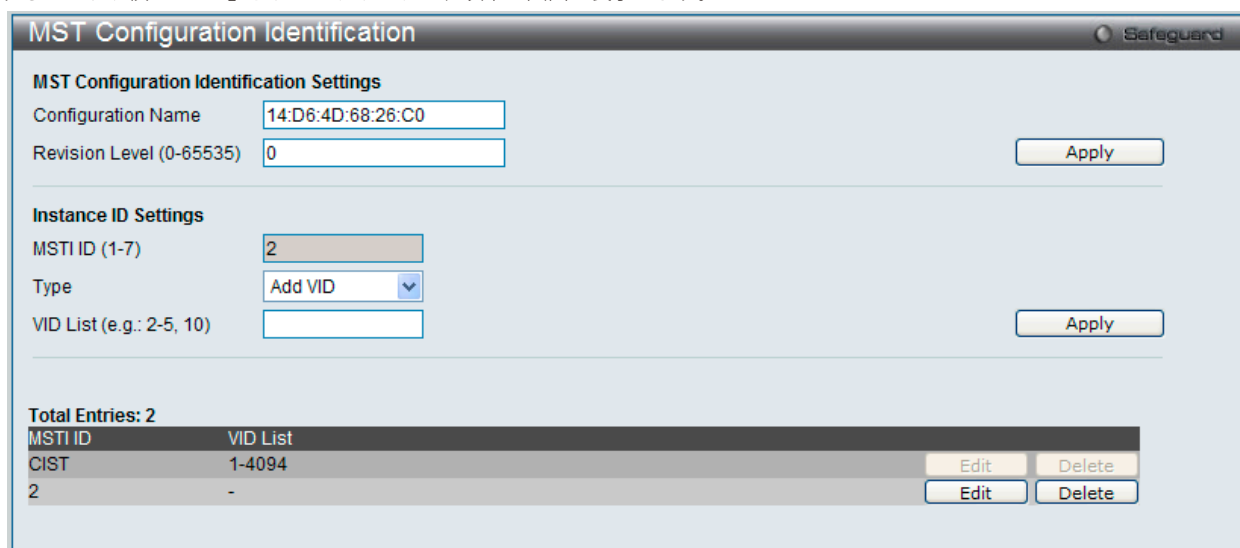 MST Configuration Identification Safeguard
MST Configuration Identification Settings
Configuration Name 14:D6:4D:68:26:C0
Revision Level (0-65535) 0 Apply
Instance ID Settings
MSTI ID (1-7) 2
Type Add VID
VID List (e.g.: 2-5, 10) Apply
Total Entries: 2
MSTI ID VID List
CIST 1-4094 Edit Delete
2 - Edit Delete